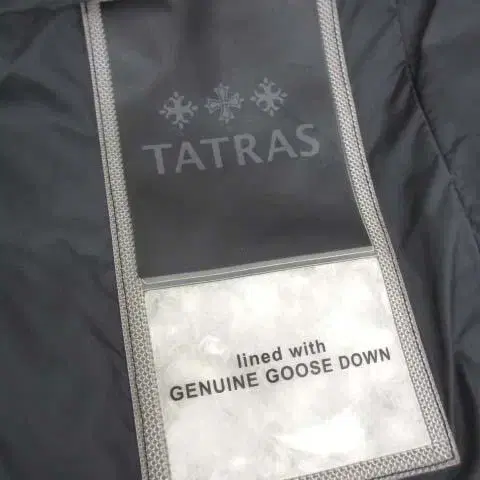 TATRAS
lined with
GENUINE GOOSE DOWN